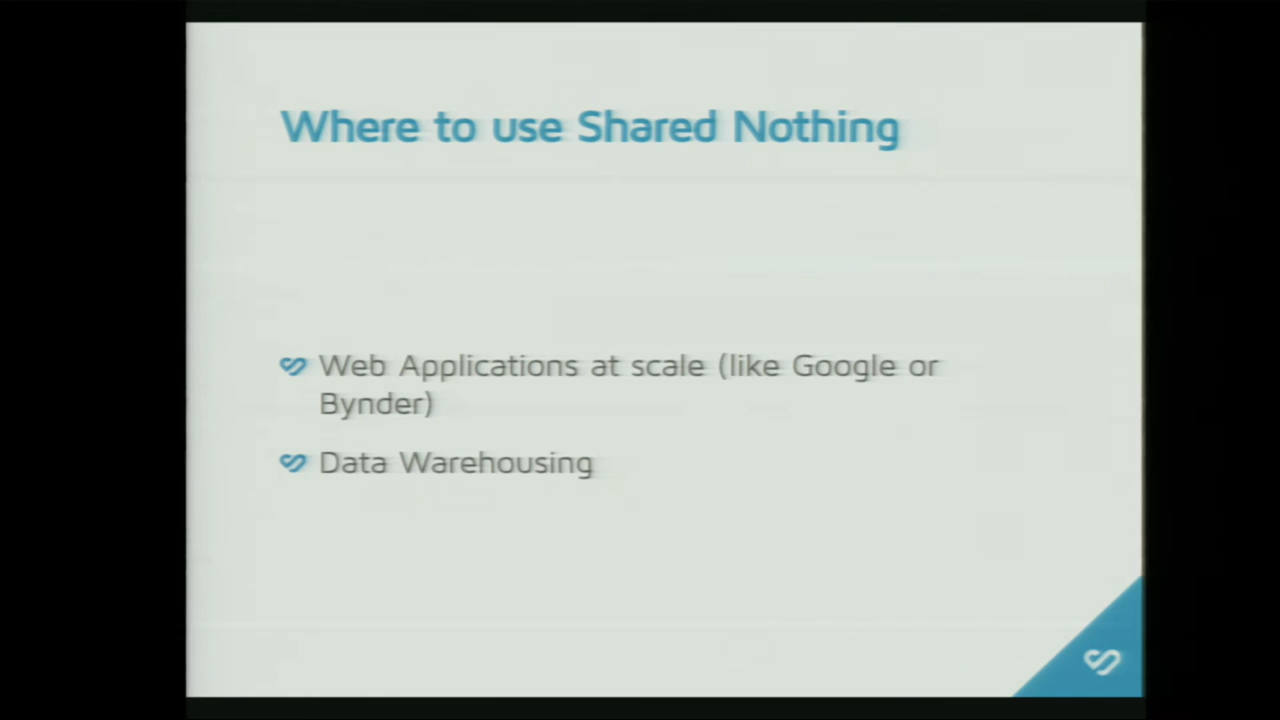 Where to use Shared Nothing
Web Applications at scale (like Google or
Bynder)
Data Warehousing